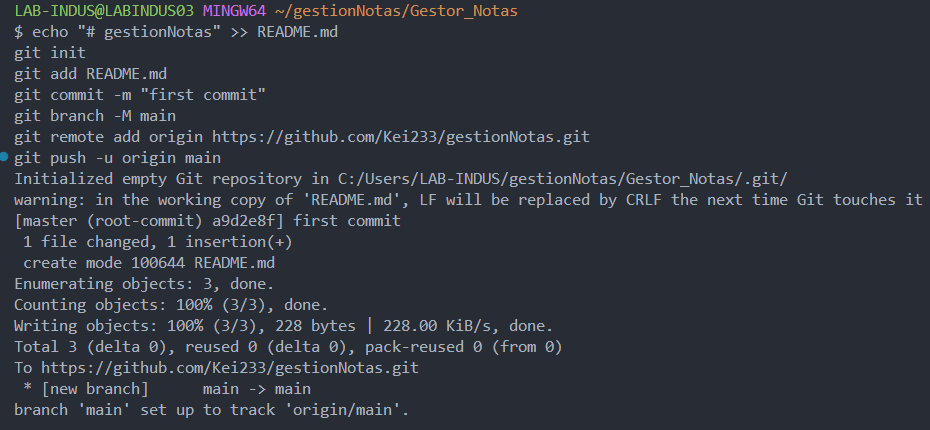 LAB-INDUS@LABINDUS03 MINGW64 ~/gestionNotas/Gestor_Notas
$ echo "# gestionNotas" >> README.md
git init
git add README.md
git commit -m "first commit"
git branch -M main
git remote add origin https://github.com/Kei233/gestionNotas.git
git push -u origin main
Initialized empty Git repository in C:/Users/LAB-INDUS/gestionNotas/Gestor_Notas/.git/
warning: in the working copy of 'README.md', LF will be replaced by CRLF the next time Git touches it
[master (root-commit) a9d2e8f] first commit
 1 file changed, 1 insertion(+)
 create mode 100644 README.md
Enumerating objects: 3, done.
Counting objects: 100% (3/3), done.
Writing objects: 100% (3/3), 228 bytes | 228.00 KiB/s, done.
Total 3 (delta 0), reused 0 (delta 0), pack-reused 0 (from 0)
To https://github.com/Kei233/gestionNotas.git
 * [new branch]      main -> main
branch 'main' set up to track 'origin/main'.